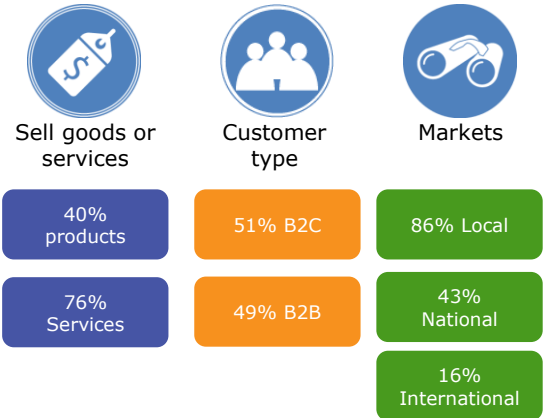 $
Sell goods or
services
Customer
type
Markets
40%
products
51% B2C
86% Local
76%
Services
49% B2B
43%
National
16%
International